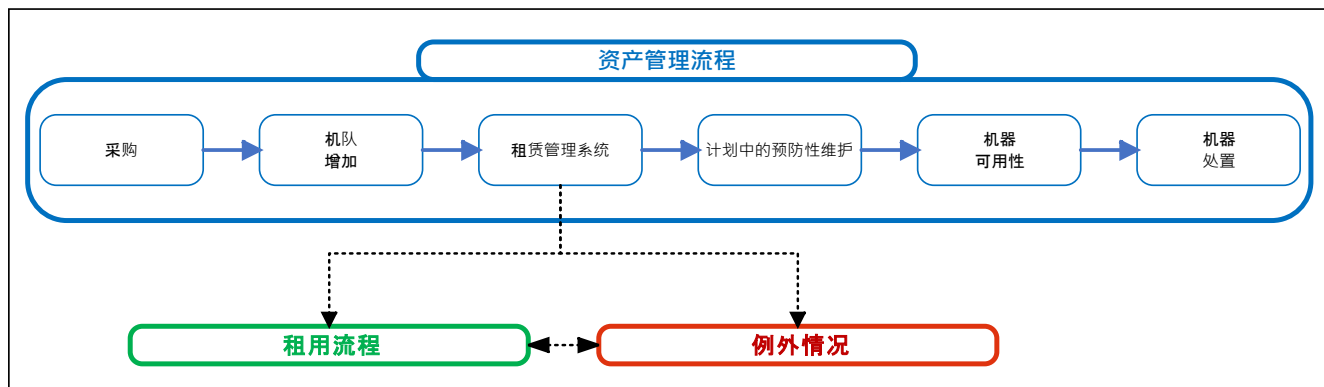 资产管理流程
采购
机队
增加
租赁管理系统
计划中的预防性维护
机器
可用性
机器
处置
租用流程
例外情况